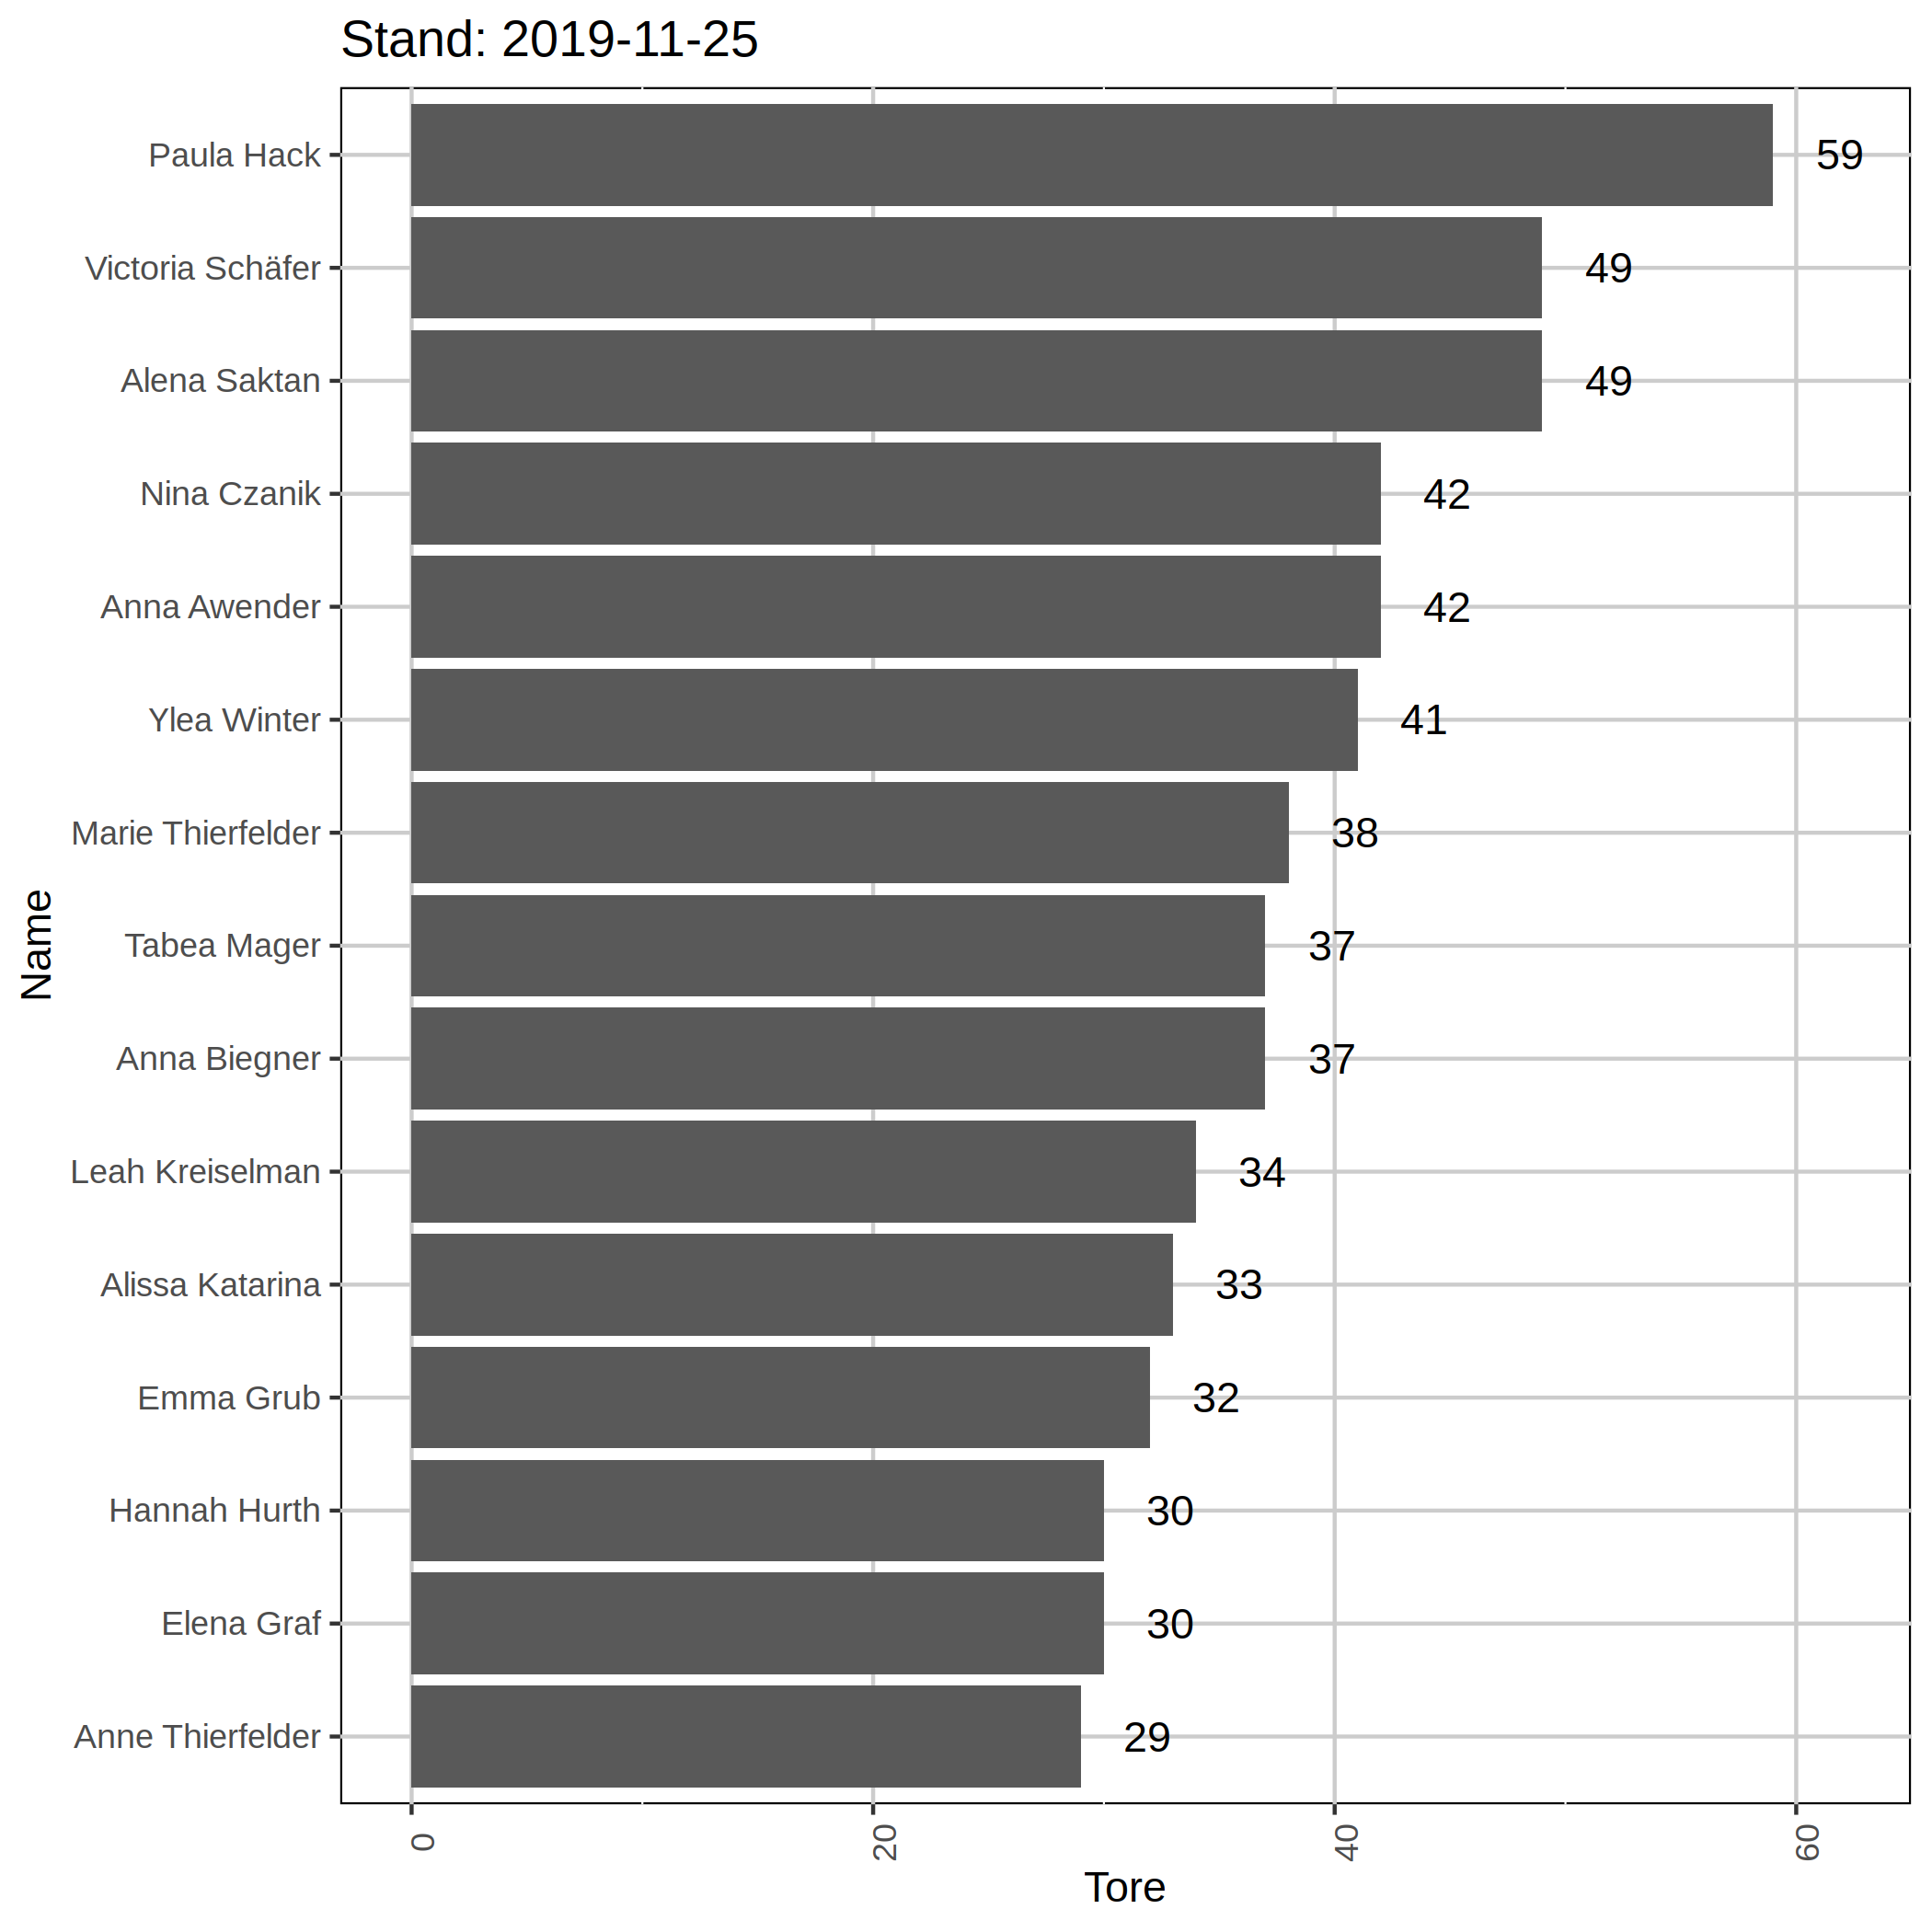 Stand: 2019-11-25
Paula Hack 59
Victoria Schäfer 49
Alena Saktan 49
Nina Czanik 42
Anna Awender 42
Ylea Winter 41
Marie Thierfelder 38
Tabea Mager 37
Anna Biegner 37
Leah Kreiselman 34
Alissa Katarina 33
Emma Grub 32
Hannah Hurth 30
Elena Graf 30
Anne Thierfelder 29
Name
0 20 40 60
Tore